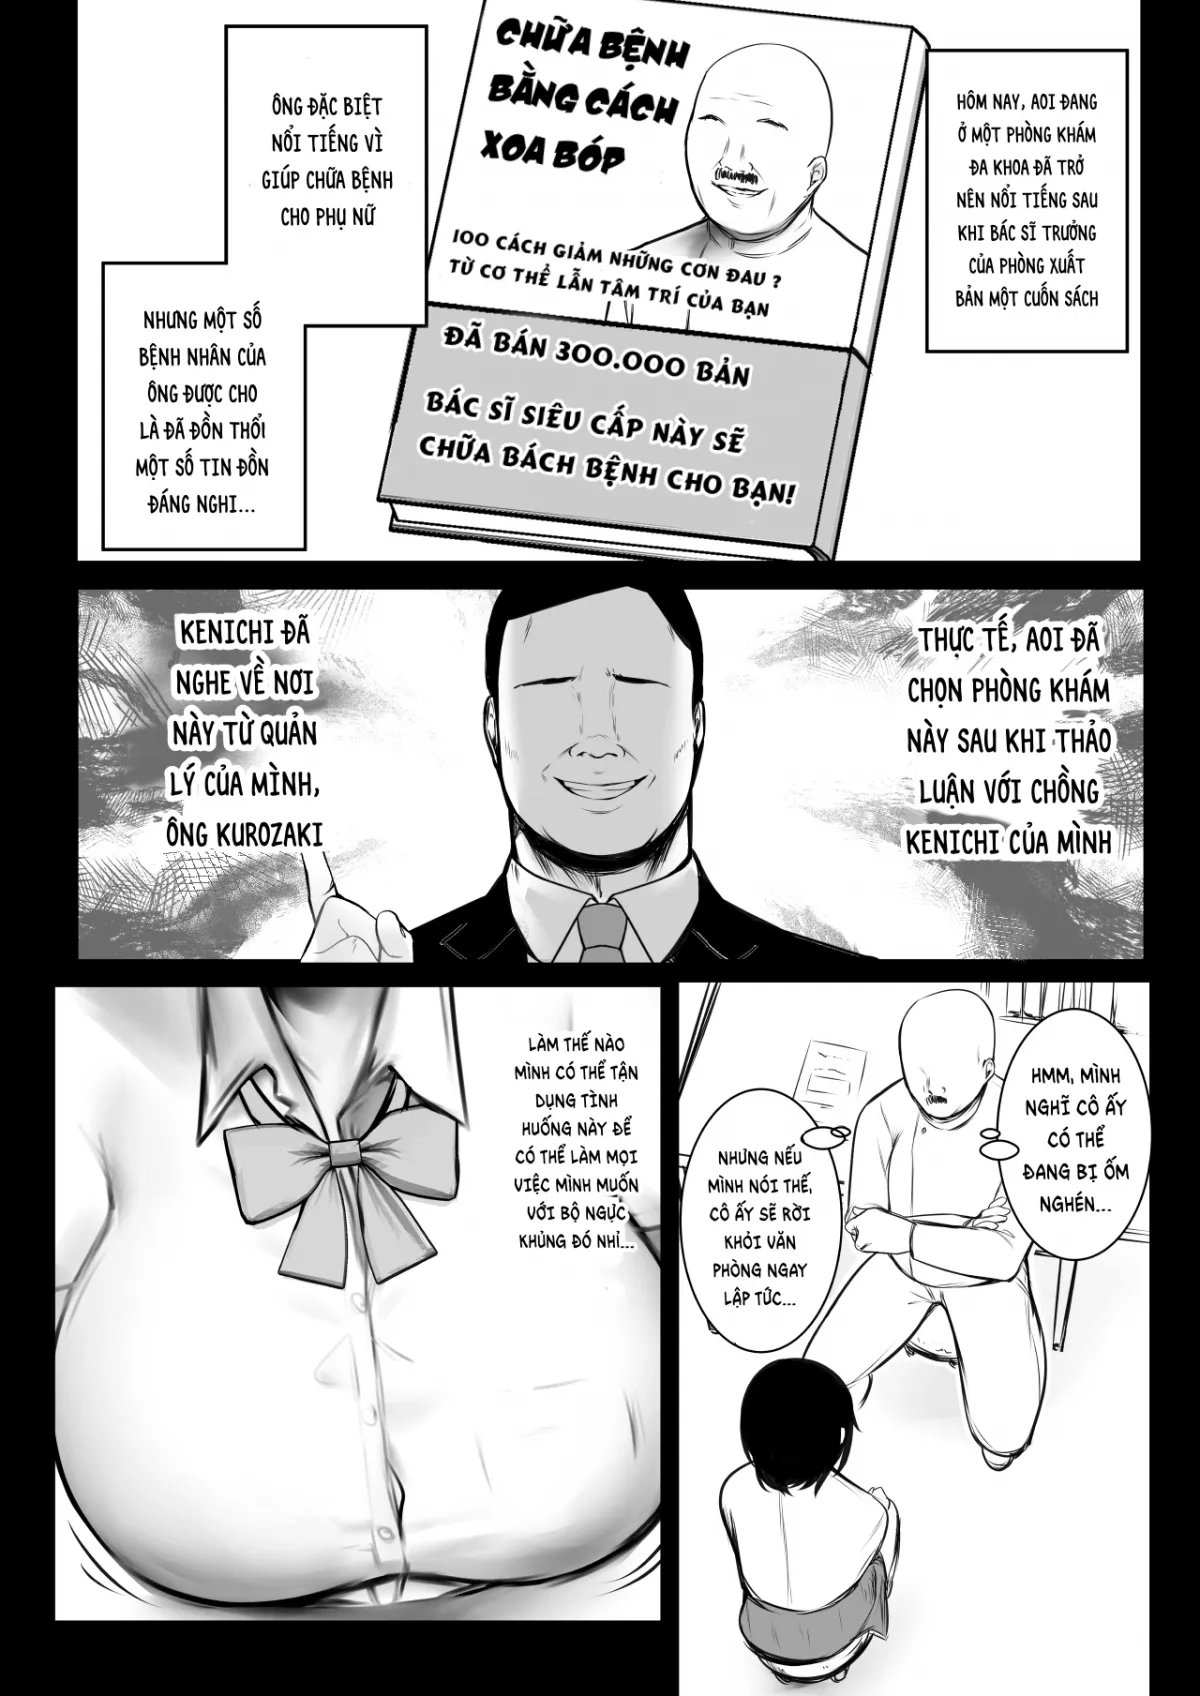 HÔM NAY, AOI ĐANG
Ở MỘT PHÒNG KHÁM
ĐA KHOA ĐÃ TRỞ
NÊN NỔI TIẾNG SAU
KHI BÁC SĨ TRƯỞNG
CỦA PHÒNG XUẤT
BẢN MỘT CUỐN SÁCH
CHỮA BỆNH
BẰNG CÁCH
XOA BÓP
100 CÁCH GIẢM NHỮNG CƠN ĐAU ?
TỪ CƠ THỂ LẪN TÂM TRÍ CỦA BẠN
ĐÃ BÁN 300.000 BẢN
BÁC SĨ SIÊU CẤP NÀY SẼ
CHỮA BÁCH BỆNH CHO BẠN!
ÔNG ĐẶC BIỆT
NỔI TIẾNG VÌ
GIÚP CHỮA BỆNH
CHO PHỤ NỮ
NHƯNG MỘT SỐ
BỆNH NHÂN CỦA
ÔNG ĐƯỢC CHO
LÀ ĐÃ ĐỒN THỔI
MỘT SỐ TIN ĐỒN
ĐÁNG NGHI...
THỰC TẾ, AOI ĐÃ
CHỌN PHÒNG KHÁM
NÀY SAU KHI THẢO
LUẬN VỚI CHỒNG
KENICHI CỦA MÌNH
KENICHI ĐÃ
NGHE VỀ NƠI
NÀY TỪ QUẢN
LÝ CỦA MÌNH,
ÔNG KUROZAKI
HMM, MÌNH
NGHĨ CÔ ẤY
CÓ THỂ
ĐANG BỊ ỐM
NGHÉN...
NHƯNG NẾU
MÌNH NÓI THẾ,
CÔ ẤY SẼ RỜI
KHỎI VĂN
PHÒNG NGAY
LẬP TỨC...
LÀM THẾ NÀO
MÌNH CÓ THỂ TẬN
DỤNG TÌNH
HUỐNG NÀY ĐỂ
CÓ THỂ LÀM MỌI
VIỆC MÌNH MUỐN
VỚI BỘ NGỰC
KHỦNG ĐÓ NHỈ...